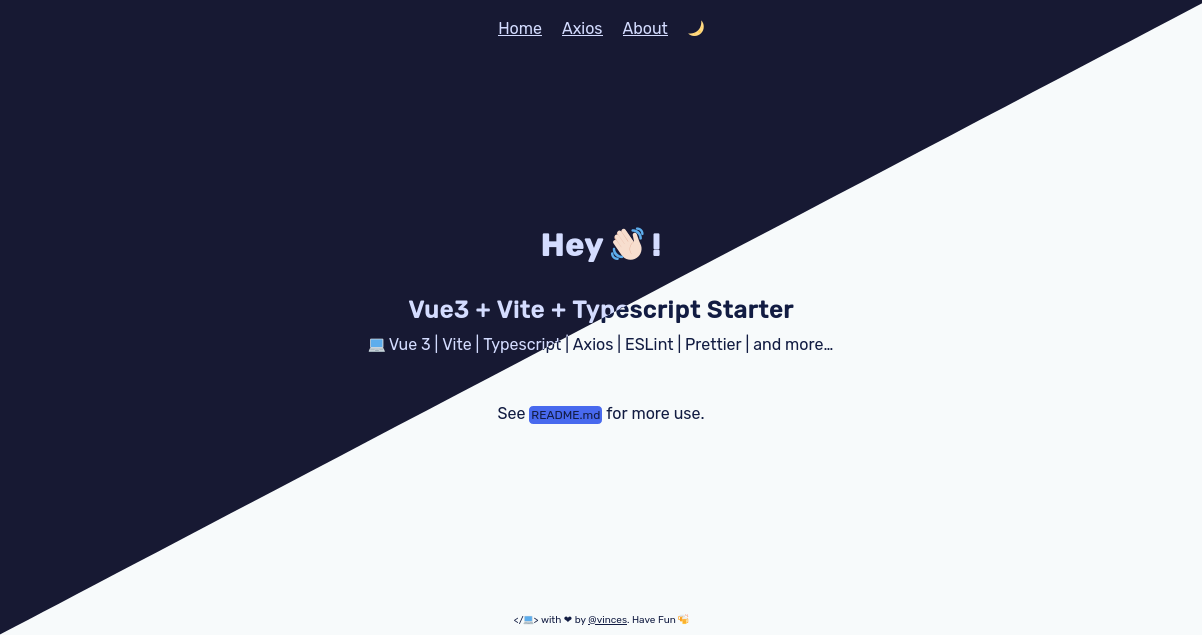 Home Axios About 🌙
Hey 👋🏻 !
Vue3 + Vite + Typescript Starter
💻 Vue 3 | Vite | Typescript | Axios | ESLint | Prettier | and more…
See README.md for more use.
</💻> with ❤ by @vinces. Have Fun 🍻